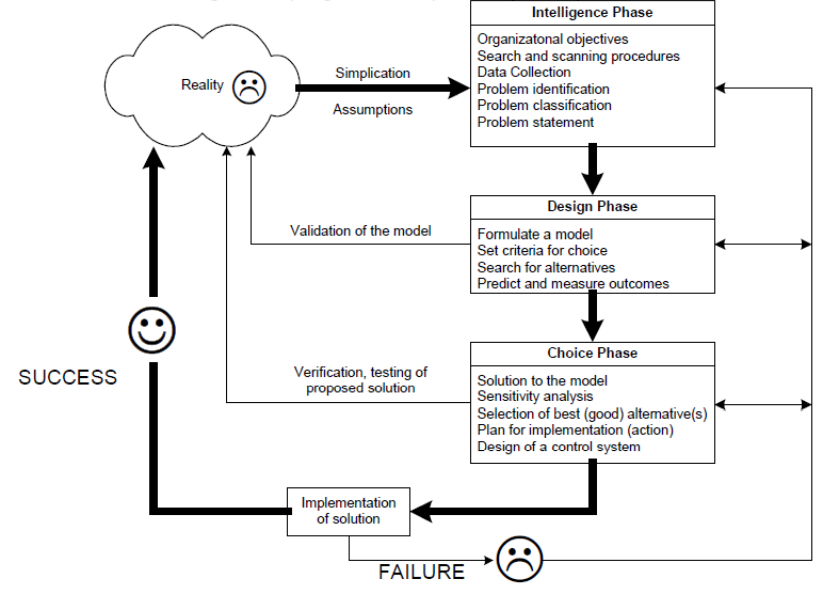 Intelligence Phase
Organizatonal objectives
Search and scanning procedures
Data Collection
Problem identification
Problem classification
Problem statement
Reality
Simplication
Assumptions
Design Phase
Formulate a model
Set criteria for choice
Search for alternatives
Predict and measure outcomes
Validation of the model
Choice Phase
Solution to the model
Sensitivity analysis
Selection of best (good) alternative(s)
Plan for implementation (action)
Design of a control system
Verification, testing of
proposed solution
SUCCESS
Implementation
of solution
FAILURE